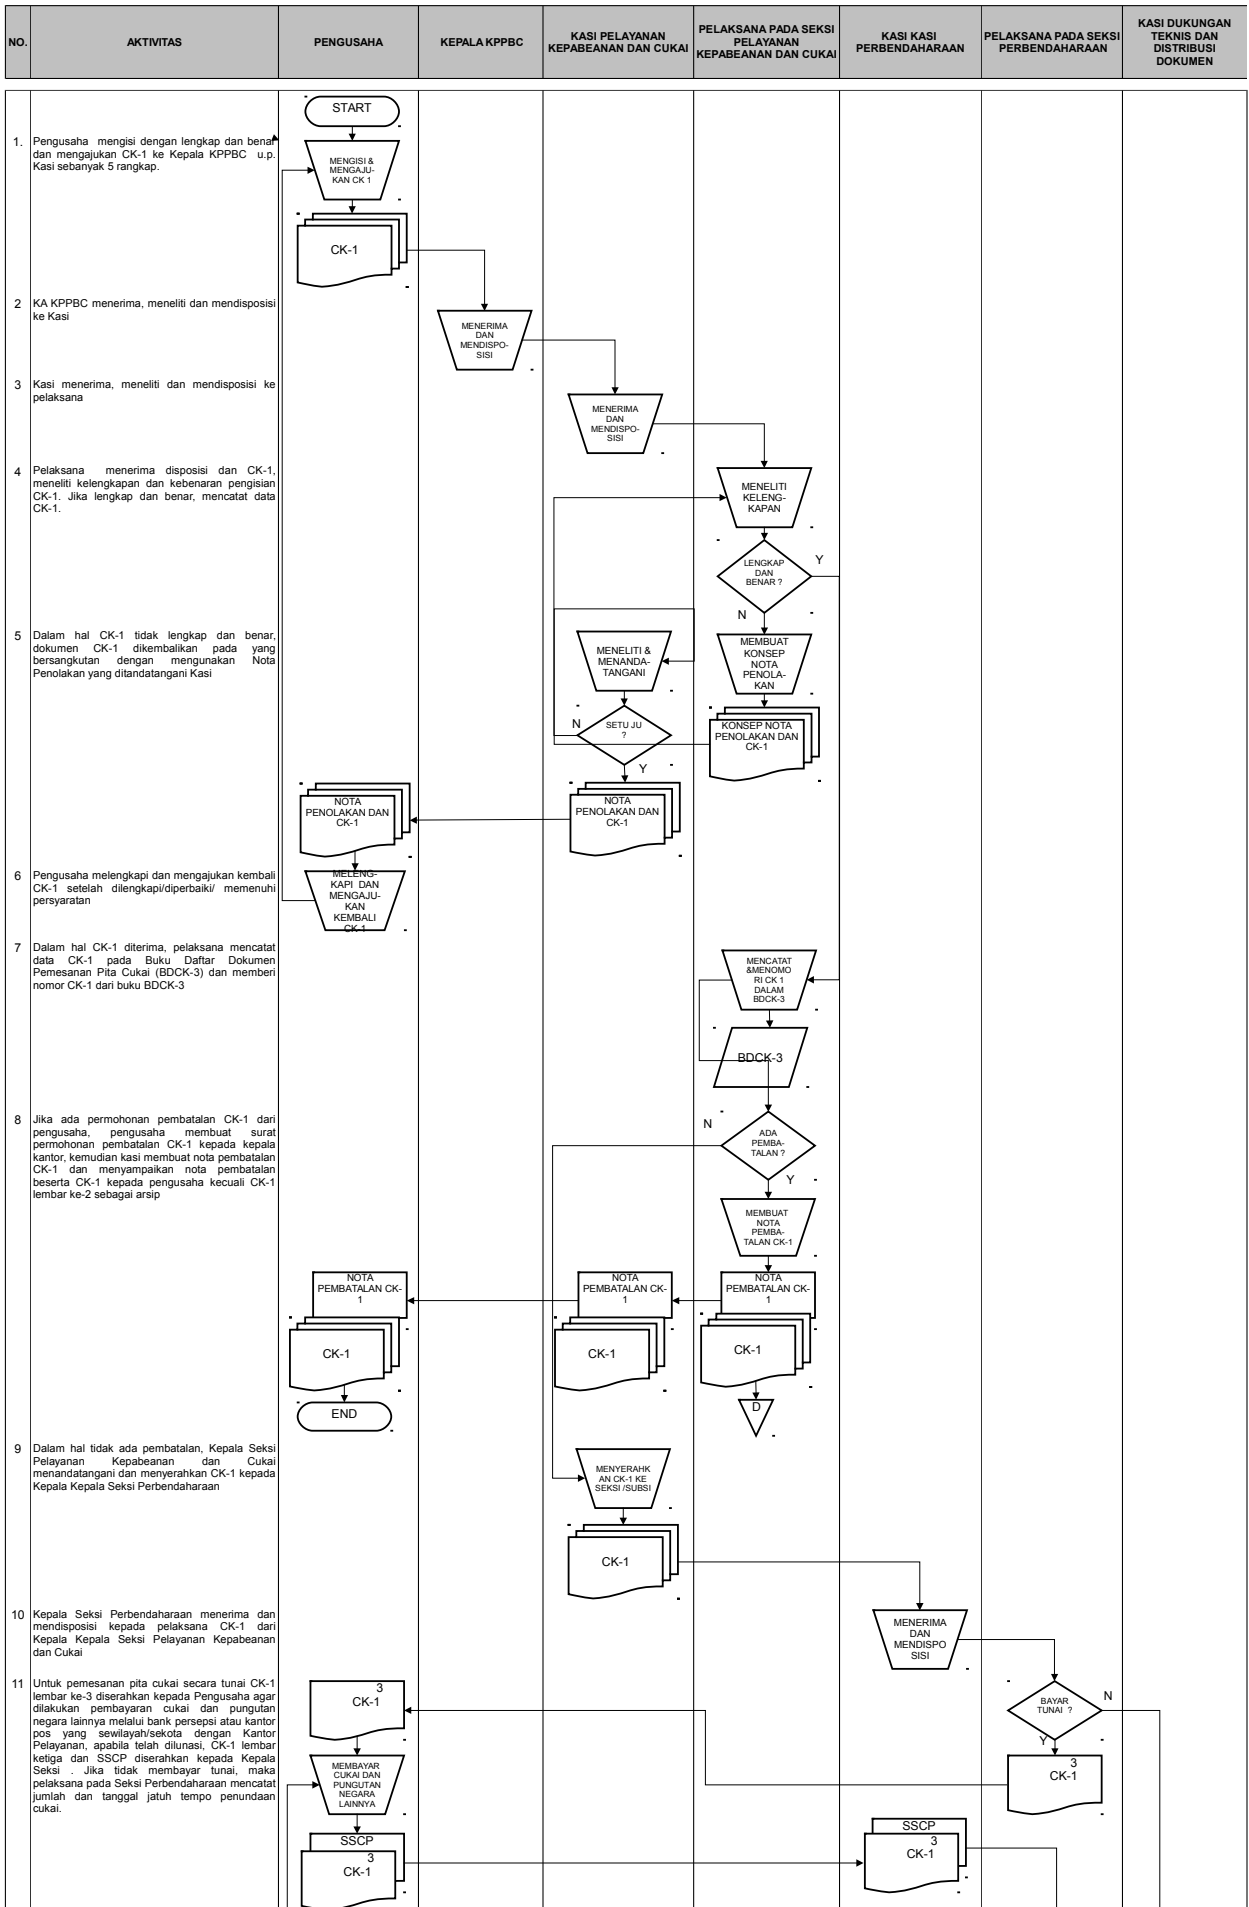 NO.
AKTIVITAS
PENGUSAHA
KEPALA KPPBC
KASI PELAYANAN
KEPABEANAN DAN CUKAI
PELAKSANA PADA SEKSI
PELAYANAN
KEPABEANAN DAN CUKAI
KASI KASI
PERBENDAHARAAN
PELAKSANA PADA SEKSI
PERBENDAHARAAN
KASI DUKUNGAN
TEKNIS DAN
DISTRIBUSI
DOKUMEN
START
1. Pengusaha mengisi dengan lengkap dan benar
dan mengajukan CK-1 ke Kepala KPPBC u.p.
Kasi sebanyak 5 rangkap.
MENGISI &
MENGAJU-
KAN CK 1
CK-1
2 KA KPPBC menerima, meneliti dan mendisposisi
ke Kasi
MENERIMA
DAN
MENDISPO-
SISI
3 Kasi menerima, meneliti dan mendisposisi ke
pelaksana
MENERIMA
DAN
MENDISPO-
SISI
4 Pelaksana menerima disposisi dan CK-1,
meneliti kelengkapan dan kebenaran pengisian
CK-1. Jika lengkap dan benar, mencatat data
CK-1.
MENELITI
KELENG-
KAPAN
LENGKAP
DAN
BENAR ?
Y
N
5 Dalam hal CK-1 tidak lengkap dan benar,
dokumen CK-1 dikembalikan pada yang
bersangkutan dengan mengunakan Nota
Penolakan yang ditandatangani Kasi
MENELITI &
MENANDA-
TANGANI
MEMBUAT
KONSEP
NOTA
PENOLA-
KAN
N
SETU JU
?
Y
KONSEP NOTA
PENOLAKAN DAN
CK-1
NOTA
PENOLAKAN DAN
CK-1
NOTA
PENOLAKAN DAN
CK-1
6 Pengusaha melengkapi dan mengajukan kembali
CK-1 setelah dilengkapi/diperbaiki/ memenuhi
persyaratan
MELENG-
KAPI DAN
MENGAJU-
KAN
KEMBALI
CK-1
7 Dalam hal CK-1 diterima, pelaksana mencatat
data CK-1 pada Buku Daftar Dokumen
Pemesanan Pita Cukai (BDCK-3) dan memberi
nomor CK-1 dari buku BDCK-3
MENCATAT
&MENOMO
RI CK 1
DALAM
BDCK-3
BDCK-3
8 Jika ada permohonan pembatalan CK-1 dari
pengusaha, pengusaha membuat surat
permohonan pembatalan CK-1 kepada kepala
kantor, kemudian kasi membuat nota pembatalan
CK-1 dan menyampaikan nota pembatalan
beserta CK-1 kepada pengusaha kecuali CK-1
lembar ke-2 sebagai arsip
N
ADA
PEMBA-
TALAN ?
Y
MEMBUAT
NOTA
PEMBA-
TALAN CK-1
NOTA
PEMBATALAN CK-
1
NOTA
PEMBATALAN CK-
1
NOTA
PEMBATALAN CK-
1
CK-1
CK-1
CK-1
END
D
9 Dalam hal tidak ada pembatalan, Kepala Seksi
Pelayanan Kepabeanan dan Cukai
menandatangani dan menyerahkan CK-1 kepada
Kepala Kepala Seksi Perbendaharaan
MENYERAHK
AN CK-1 KE
SEKSI /SUBSI
CK-1
10 Kepala Seksi Perbendaharaan menerima dan
mendisposisi kepada pelaksana CK-1 dari
Kepala Kepala Seksi Pelayanan Kepabeanan
dan Cukai
MENERIMA
DAN
MENDISPO
SISI
11 Untuk pemesanan pita cukai secara tunai CK-1
lembar ke-3 diserahkan kepada Pengusaha agar
dilakukan pembayaran cukai dan pungutan
negara lainnya melalui bank persepsi atau kantor
pos yang sewilayah/sekota dengan Kantor
Pelayanan, apabila telah dilunasi, CK-1 lembar
ketiga dan SSCP diserahkan kepada Kepala
Seksi . Jika tidak membayar tunai, maka
pelaksana pada Seksi Perbendaharaan mencatat
jumlah dan tanggal jatuh tempo penundaan
cukai.
3
CK-1
BAYAR
TUNAI ?
N
Y
3
CK-1
MEMBAYAR
CUKAI DAN
PUNGUTAN
NEGARA
LAINNYA
SSCP
3
CK-1
SSCP
3
CK-1